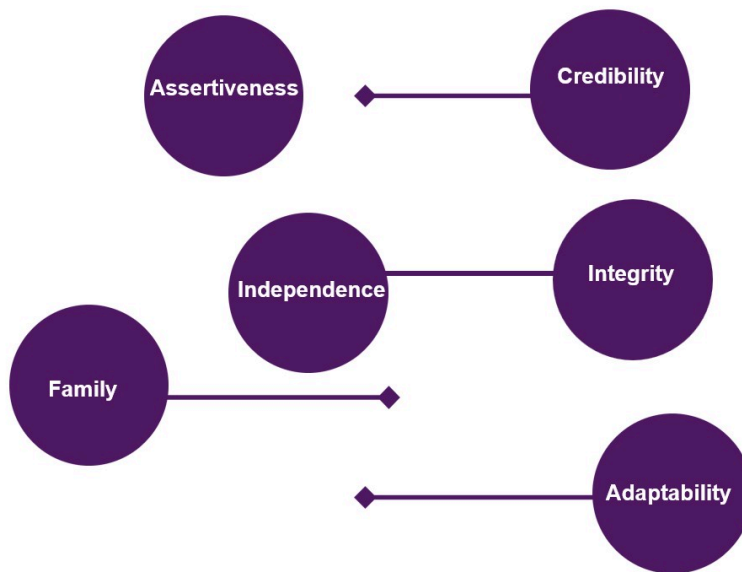 Assertiveness
Credibility
Independence
Integrity
Family
Adaptability